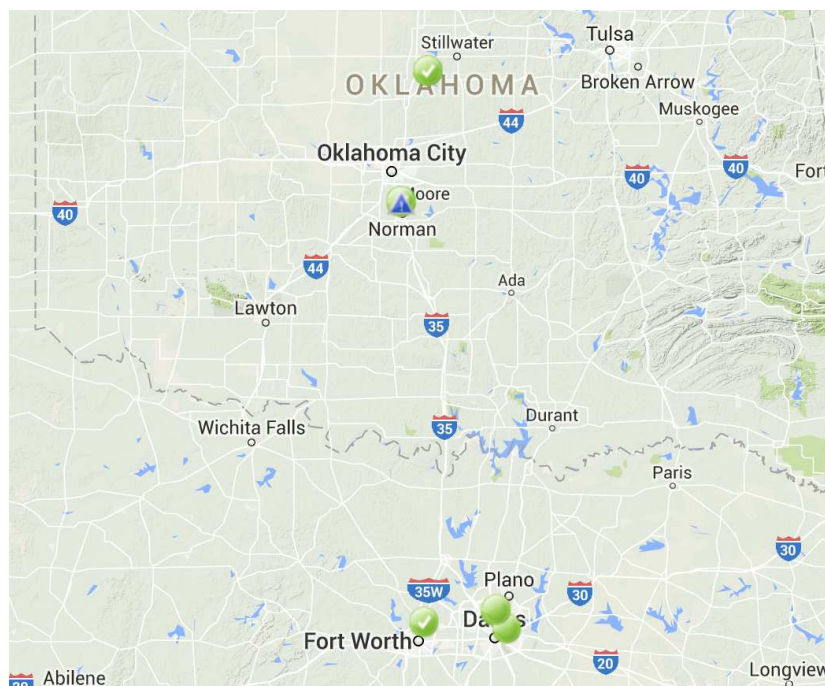 Stillwater
Tulsa
OKLAHOMA
Broken Arrow
Muskogee
44
Oklahoma City
40
40
Fort
40
Moore
Norman
44
Ada
Lawton
35
Durant
Wichita Falls
35
Paris
30
Plano
35W
30
Dallas
Fort Worth
20
Longview
Abilene
20